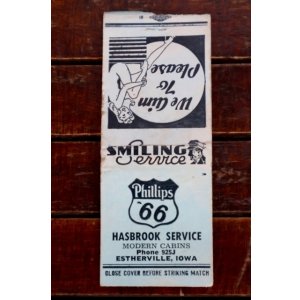 We Aim
To
Please
SMILING
Service
Phillips
66
HASBROOK SERVICE
MODERN CABINS
Phone 925J
ESTHERVILLE, IOWA
CLOSE COVER BEFORE STRIKING MATCH